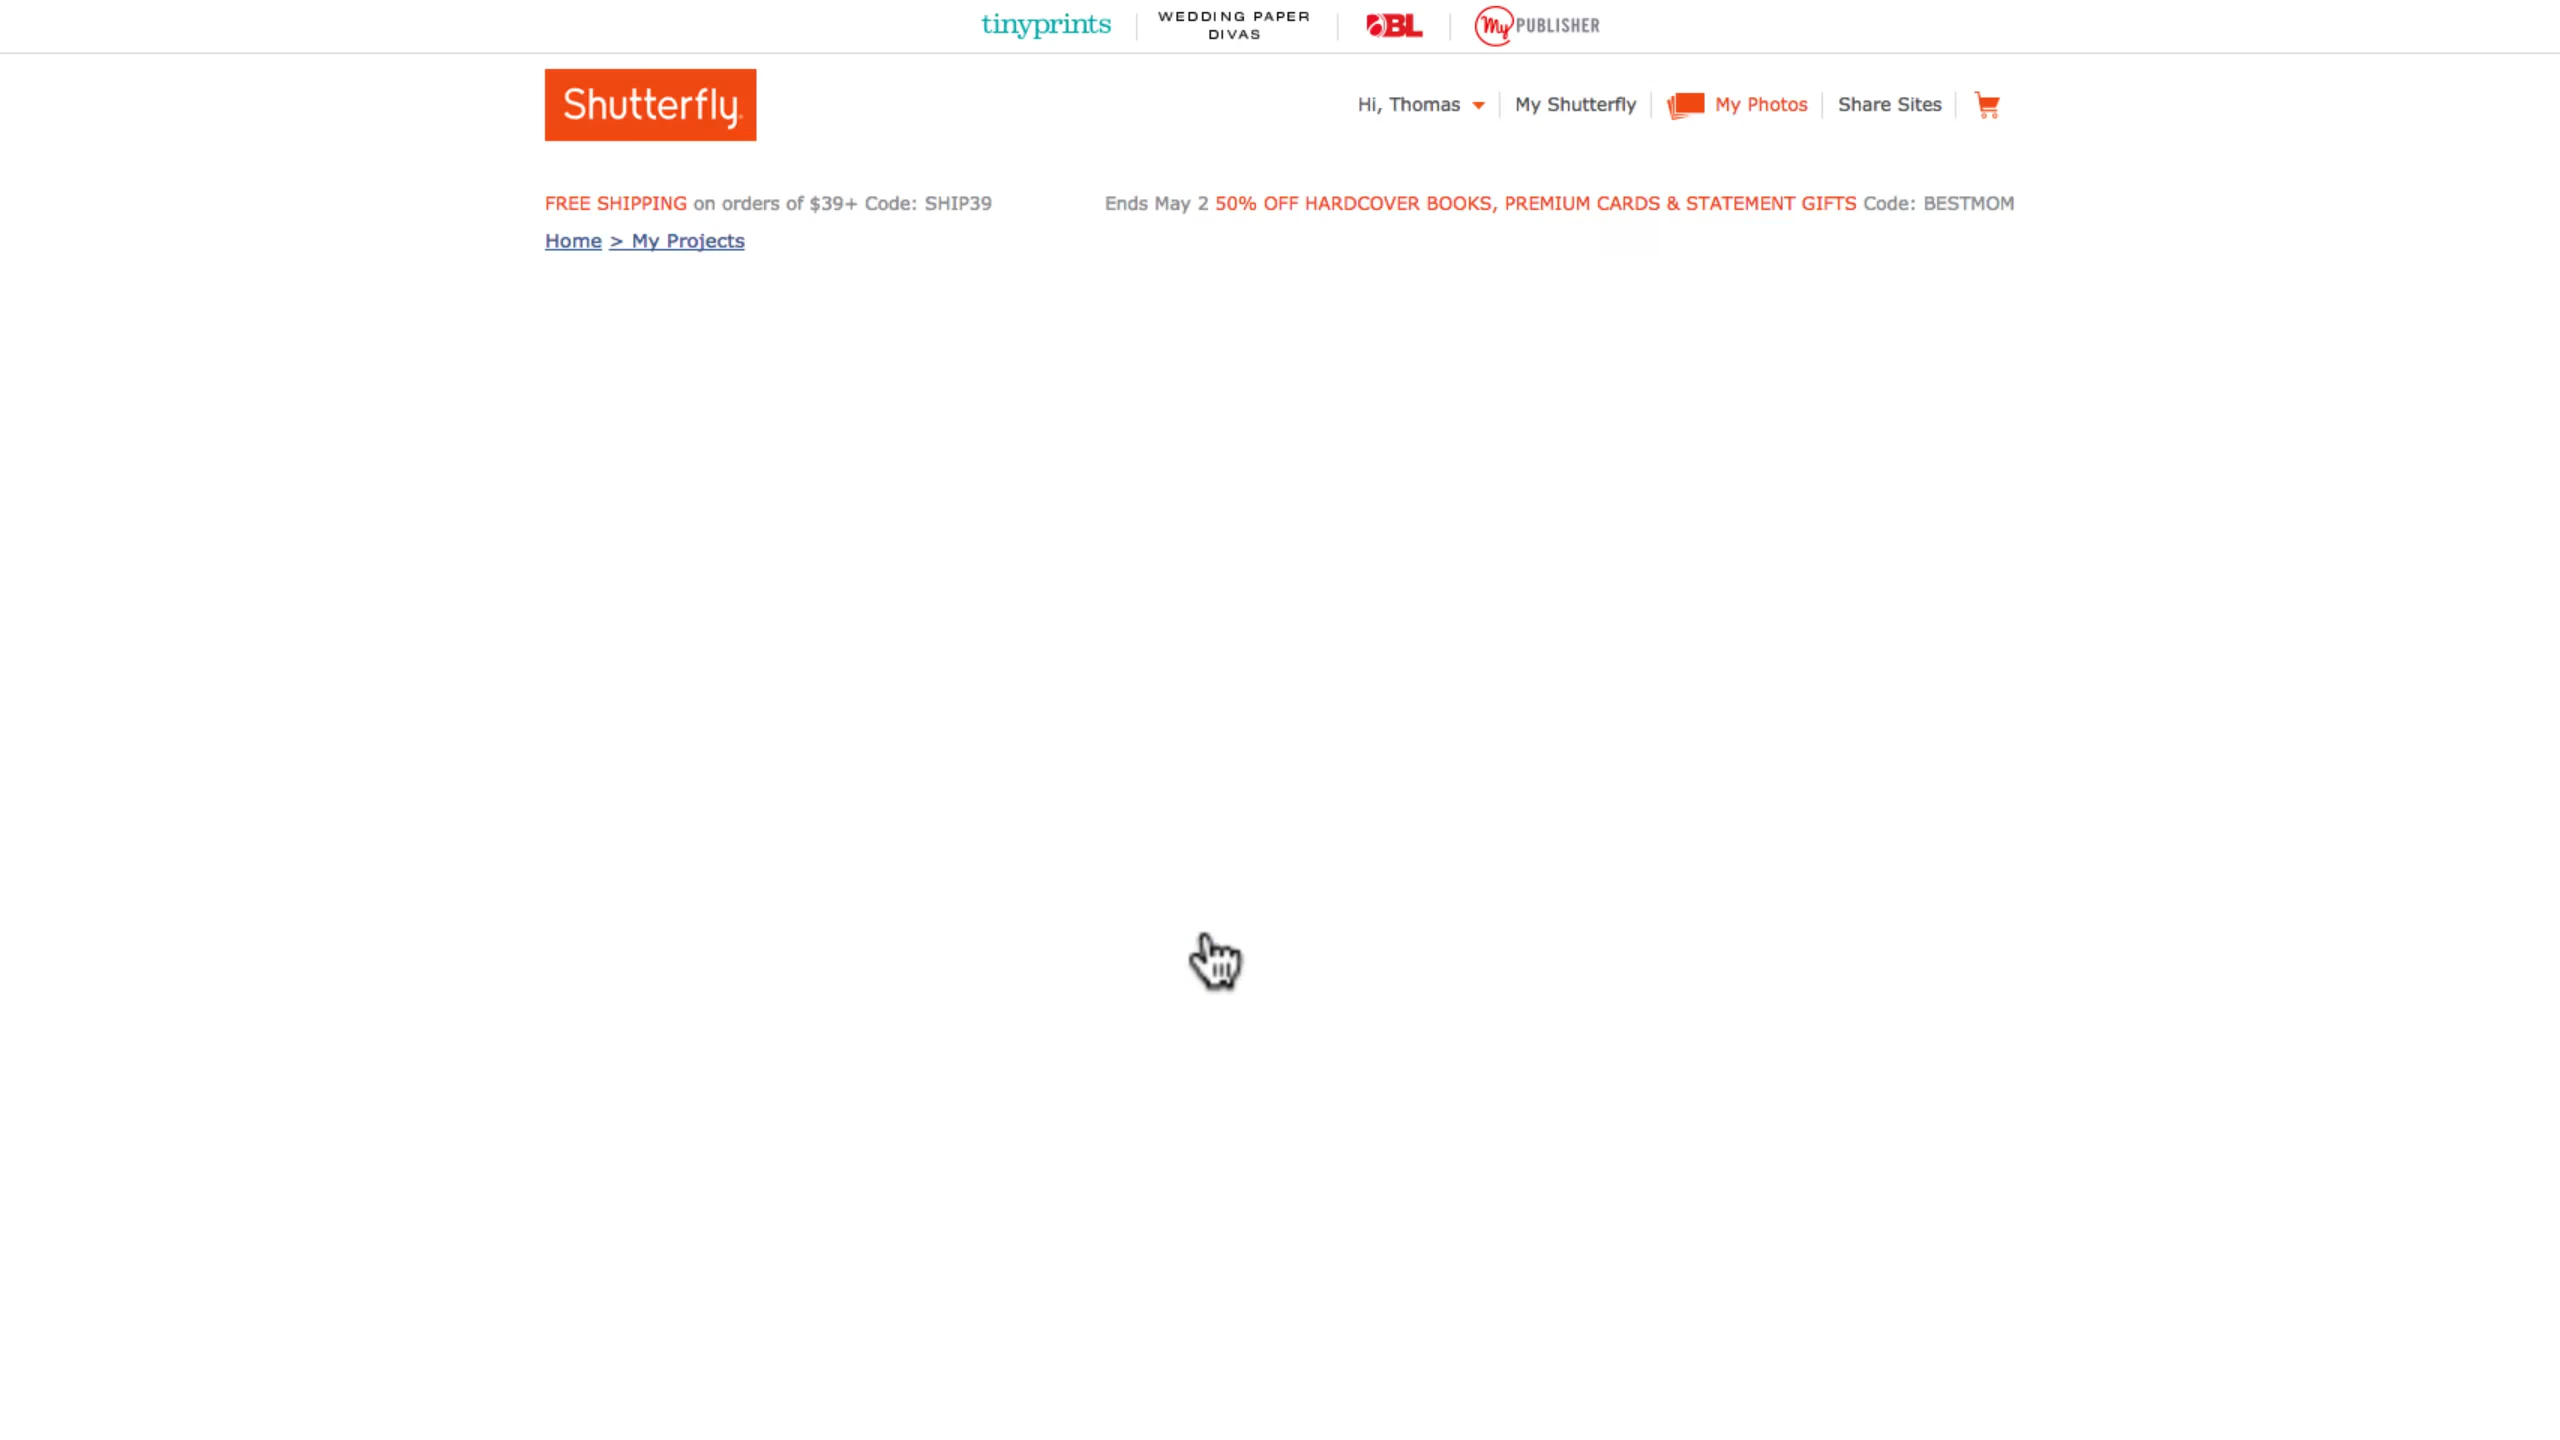 tinyprints
WEDDING PAPER
DIVAS
BL
My PUBLISHER
Shutterfly
Hi, Thomas
My Shutterfly
My Photos
Share Sites
FREE SHIPPING on orders of $39+ Code: SHIP39
Ends May 2 50% OFF HARDCOVER BOOKS, PREMIUM CARDS & STATEMENT GIFTS Code: BESTMOM
Home > My Projects